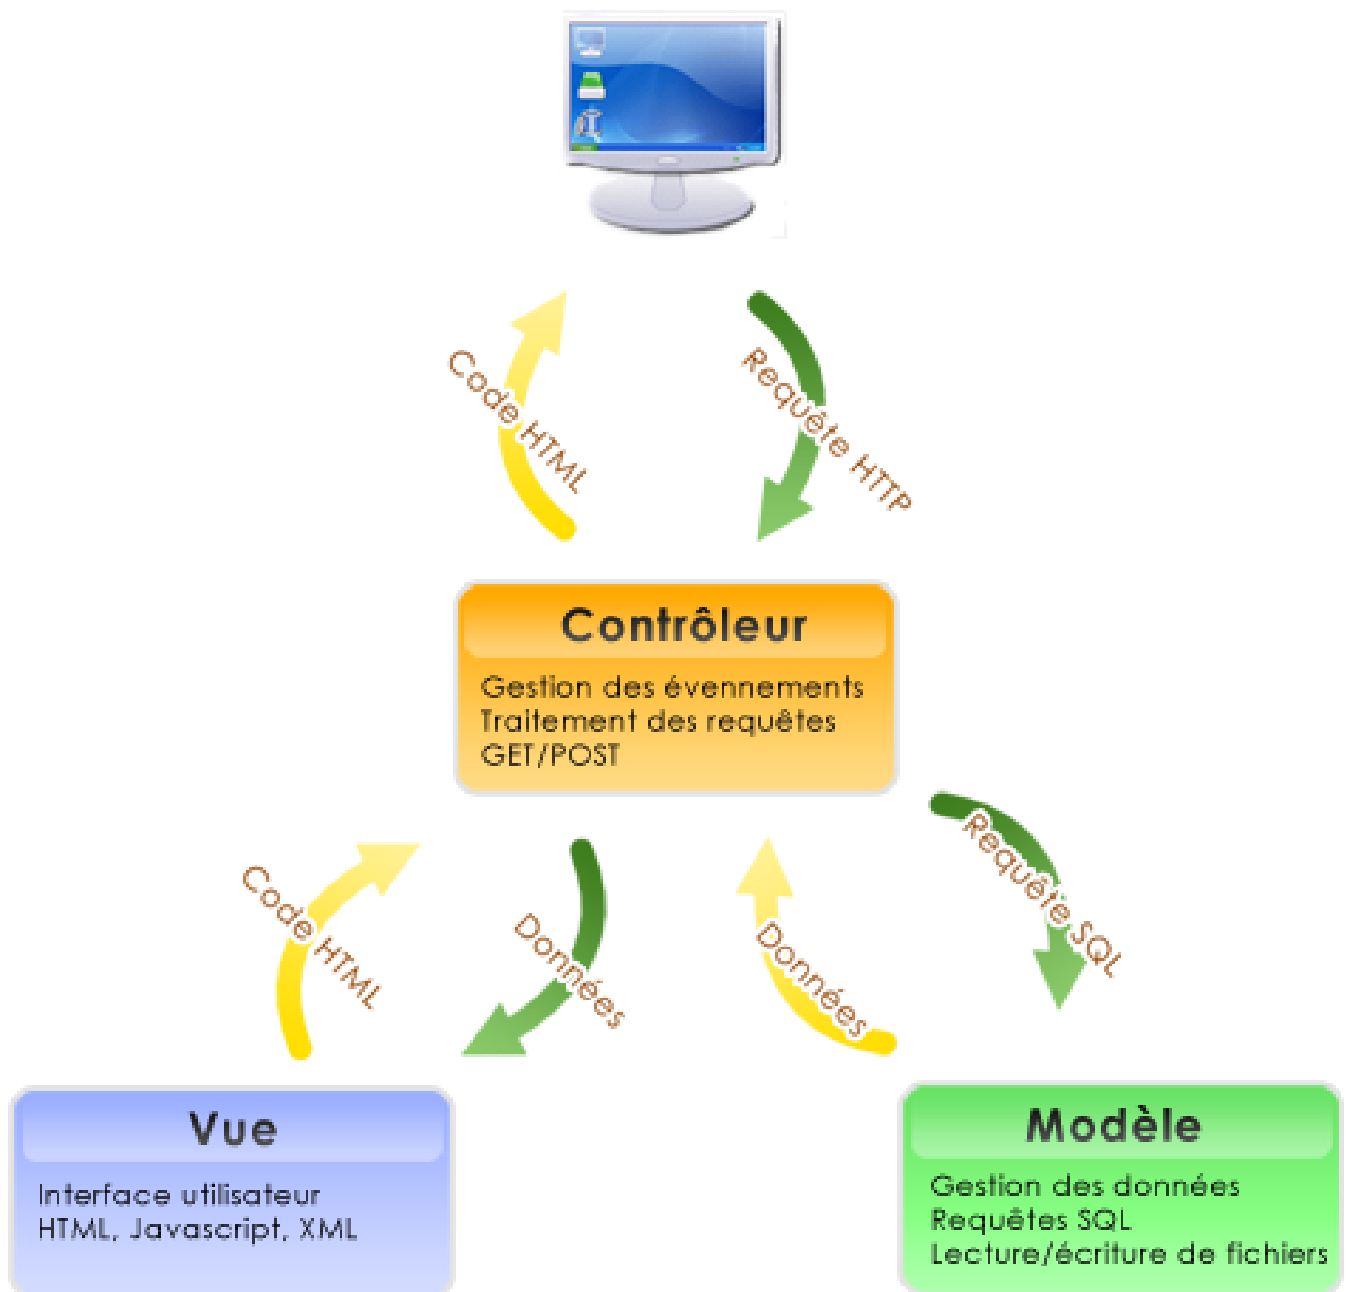 Code HTML
Requête HTTP
Contrôleur
Gestion des évennements
Traitement des requêtes
GET/POST
Code HTML
Données
Données
Requête SQL
Vue
Interface utilisateur
HTML, Javascript, XML
Modèle
Gestion des données
Requêtes SQL
Lecture/écriture de fichiers